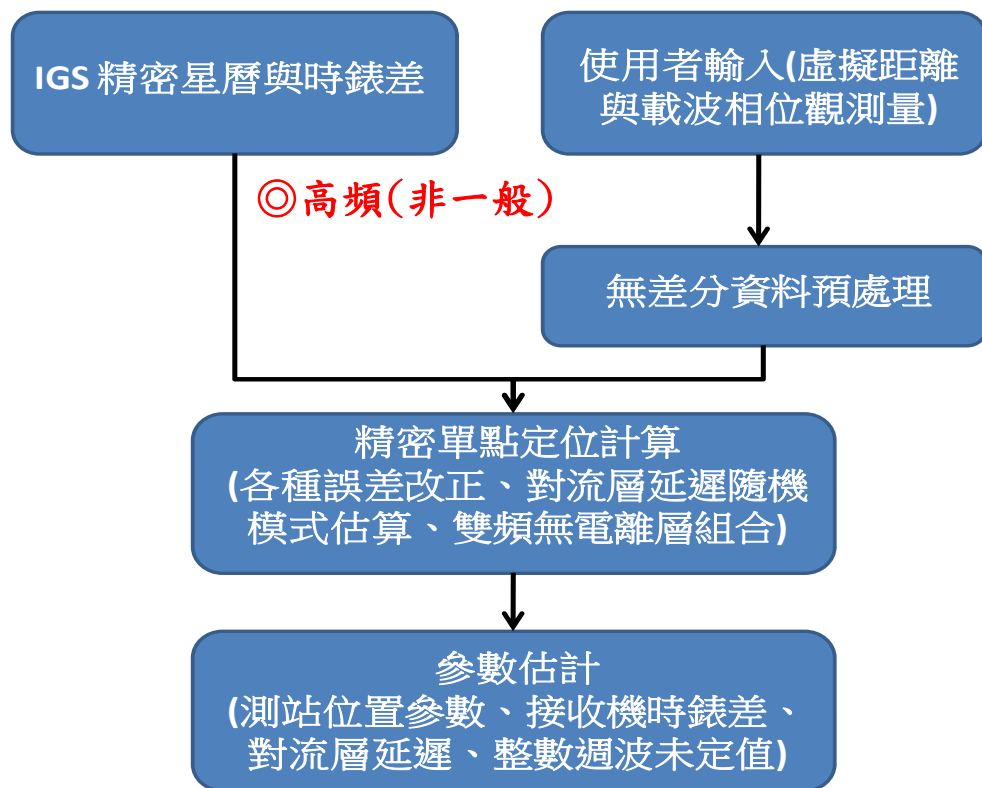 IGS 精密星曆與時錶差
使用者輸入(虛擬距離
與載波相位觀測量)
◎高頻(非一般)
無差分資料預處理
精密單點定位計算
(各種誤差改正、對流層延遲隨機
模式估算、雙頻無電離層組合)
參數估計
(測站位置參數、接收機時錶差、
對流層延遲、整數週波未定值)